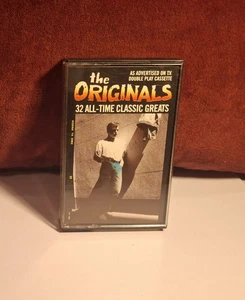 the
AS ADVERTISED ON TV
DOUBLE PLAY CASSETTE
ORIGINALS
32 ALL-TIME CLASSIC GREATS